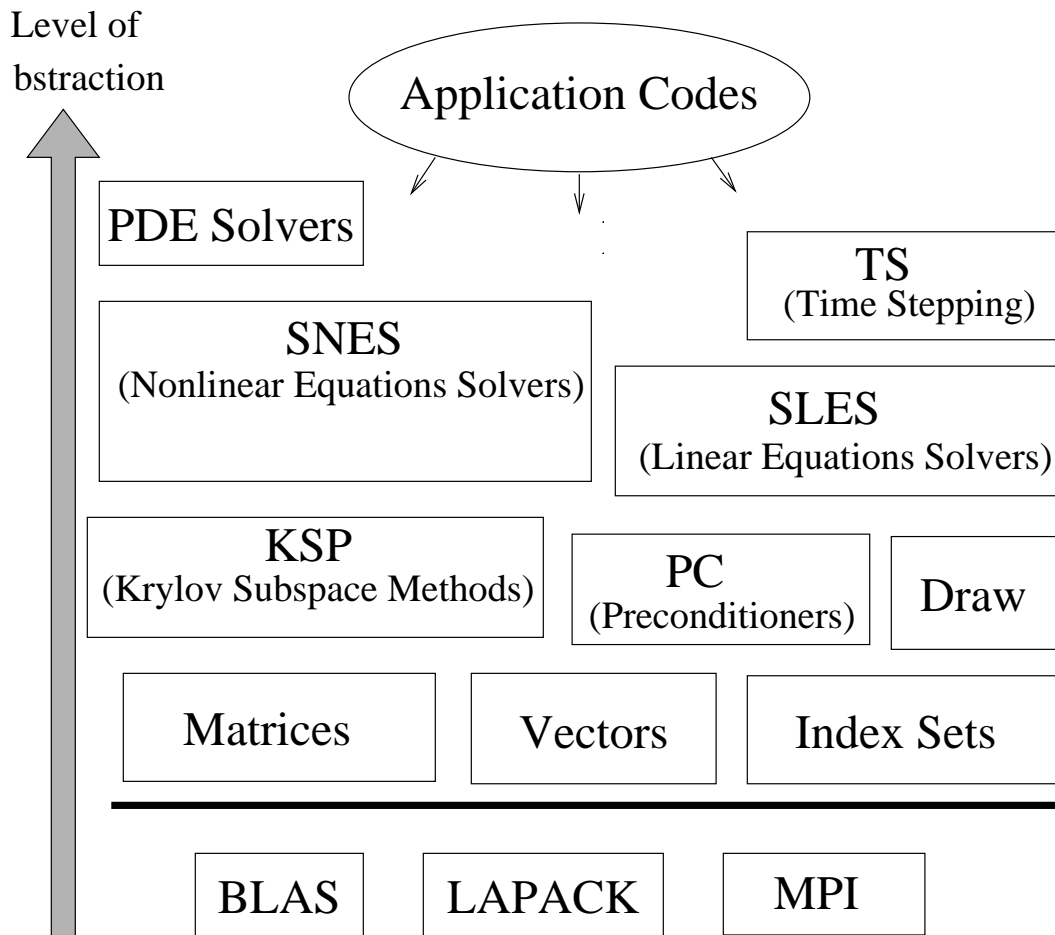 Level of
bstraction
Application Codes
PDE Solvers
TS
(Time Stepping)
SNES
(Nonlinear Equations Solvers)
SLES
(Linear Equations Solvers)
KSP
(Krylov Subspace Methods)
PC
(Preconditioners)
Draw
Matrices
Vectors
Index Sets
BLAS
LAPACK
MPI